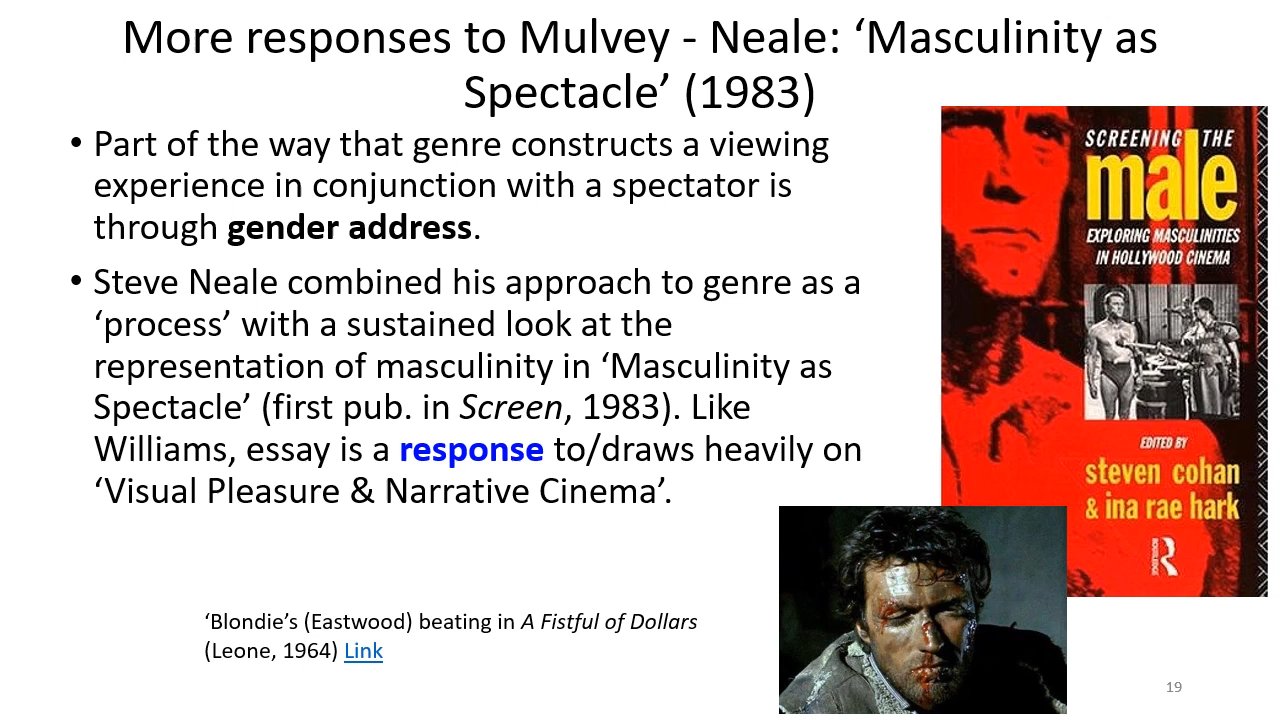 More responses to Mulvey - Neale: ‘Masculinity as
Spectacle’ (1983)
• Part of the way that genre constructs a viewing
experience in conjunction with a spectator is
through gender address.
• Steve Neale combined his approach to genre as a
‘process’ with a sustained look at the
representation of masculinity in ‘Masculinity as
Spectacle’ (first pub. in Screen, 1983). Like
Williams, essay is a response to/draws heavily on
‘Visual Pleasure & Narrative Cinema’.
SCREENING THE
male
EXPLORING MASCULINITIES
IN HOLLYWOOD CINEMA
EDITED BY
steven cohan
& ina rae hark
ROUTLEDGE
‘Blondie’s (Eastwood) beating in A Fistful of Dollars
(Leone, 1964) Link
19